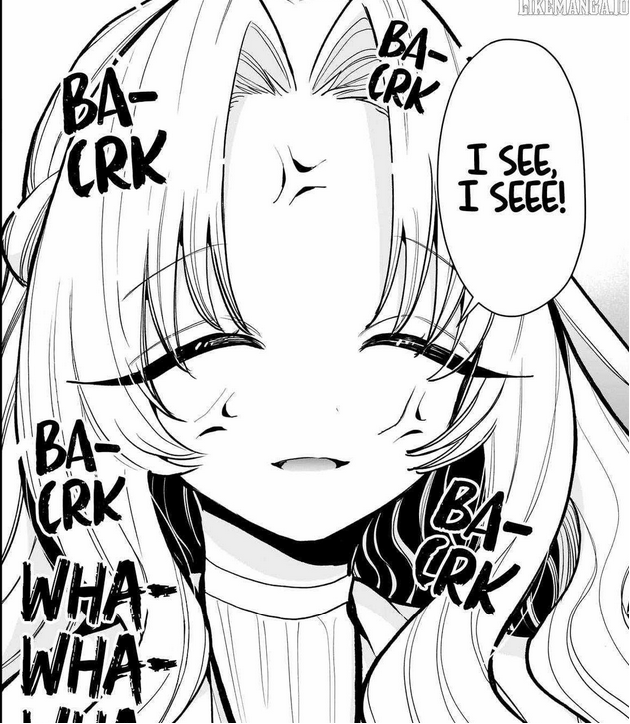 LIKEMANGA.IO
BA-
CRK
BA-
CRK
I SEE,
I SEEE!
BA-
CRK
BA-
CRK
WHA-
WHA-